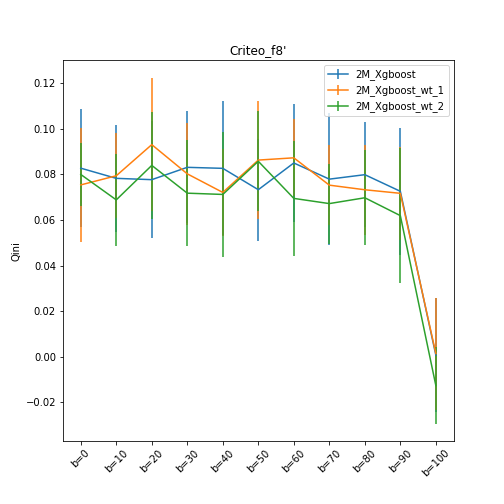 Criteo_f8'
2M_Xgboost
2M_Xgboost_wt_1
2M_Xgboost_wt_2
Qini
0.12
0.10
0.08
0.06
0.04
0.02
0.00
−0.02
b=0
b=10
b=20
b=30
b=40
b=50
b=60
b=70
b=80
b=90
b=100